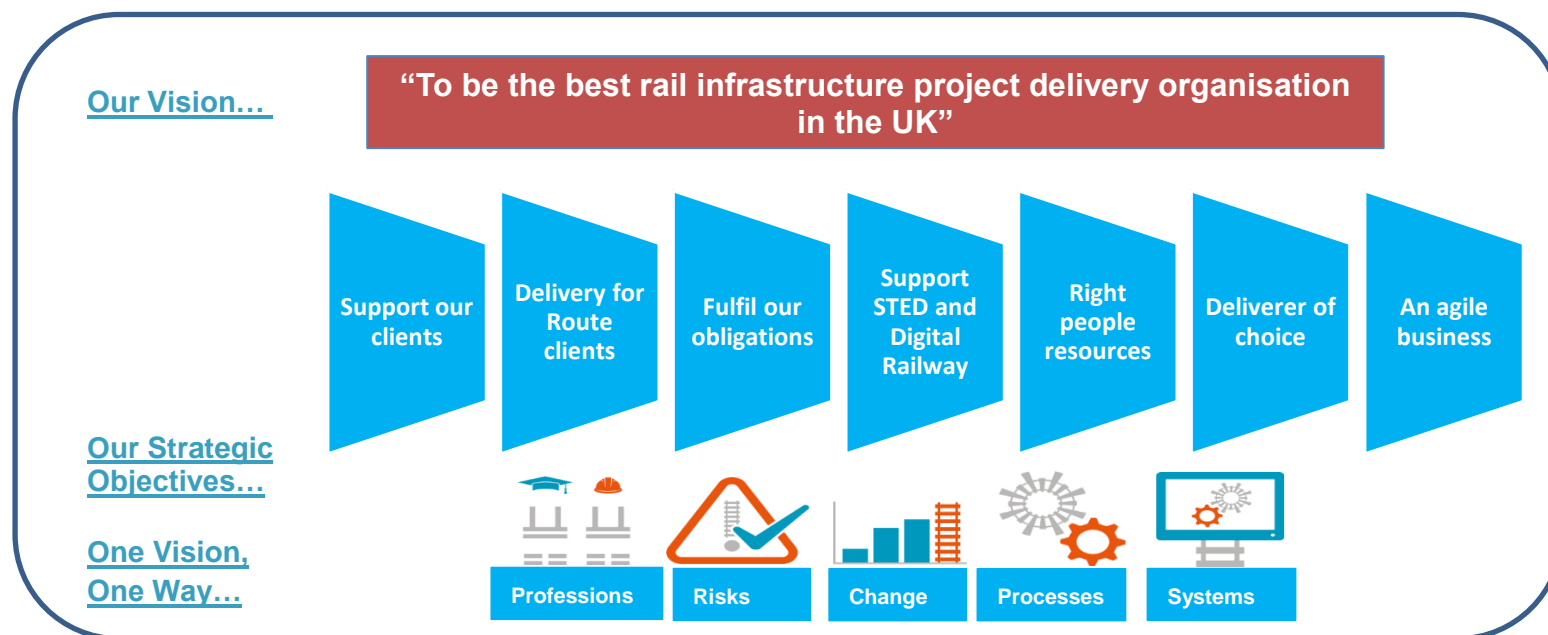 Our Vision…
“To be the best rail infrastructure project delivery organisation
in the UK”
Support our
clients
Delivery for
Route
clients
Fulfil our
obligations
Support
STED and
Digital
Railway
Right
people
resources
Deliverer of
choice
An agile
business
Our Strategic
Objectives…
One Vision,
One Way…
Professions
Risks
Change
Processes
Systems